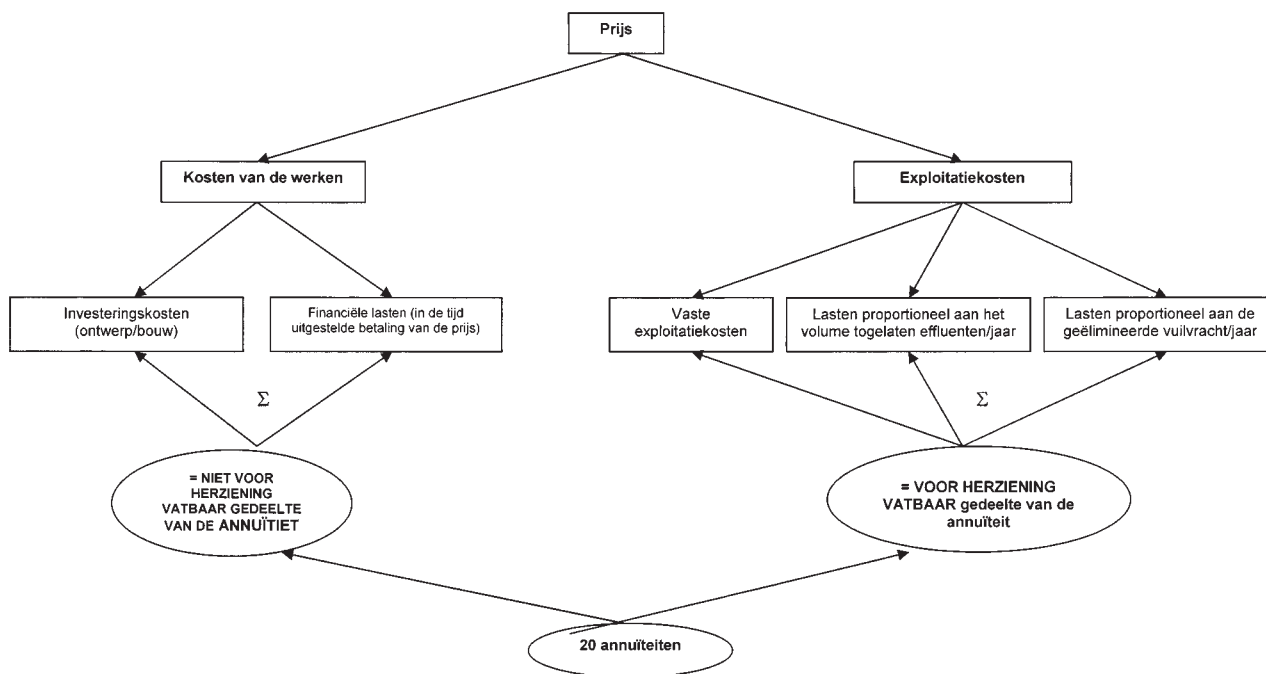 Prijs
Kosten van de werken
Exploitatiekosten
Investeringskosten
(ontwerp/bouw)
Financiële lasten (in de tijd
uitgestelde betaling van de prijs)
Vaste
exploitatiekosten
Lasten proportioneel aan het
volume togelaten effluenten/jaar
Lasten proportioneel aan de
geëlimineerde vuilvracht/jaar
Σ
Σ
= NIET VOOR
HERZIENING
VATBAAR GEDEELTE
VAN DE ANNUÏTIET
= VOOR HERZIENING
VATBAAR gedeelte van de
annuïteit
20 annuïteiten